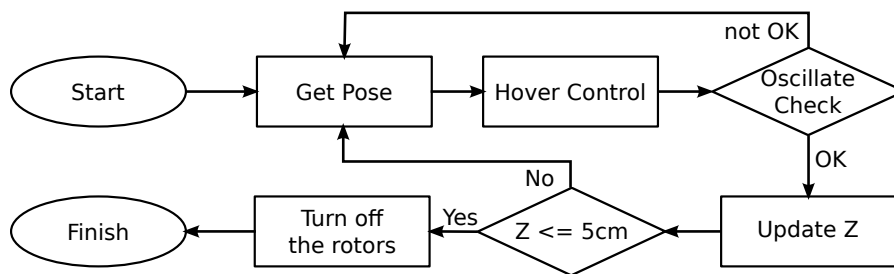 not OK
Start
Get Pose
Hover Control
Oscillate
Check
OK
No
Finish
Turn off
the rotors
Yes
Z <= 5cm
Update Z